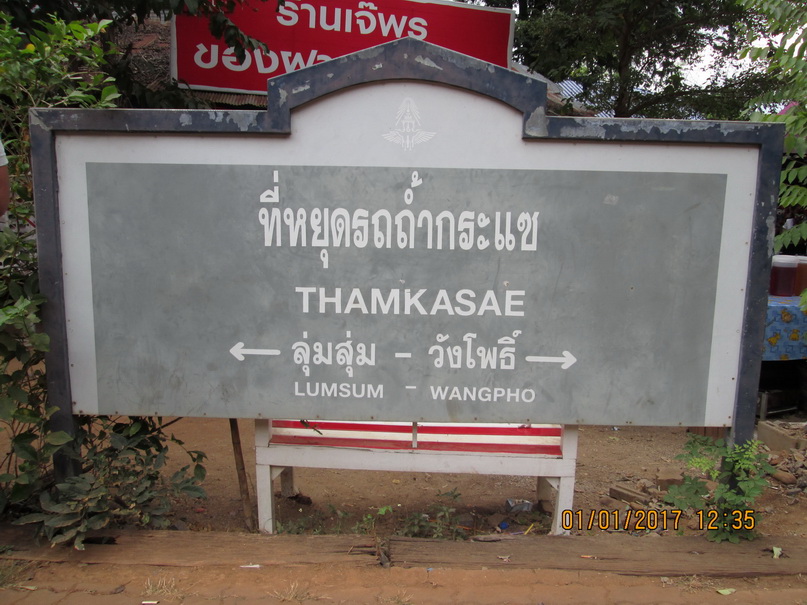 ร้านเจ๊พร
THAMKASAE
ที่หยุดรถถ้ำกระแซ
← ลุ่มสุ่ม – วังโพธิ์ →
LUMSUM – WANGPHO
01/01/2017 12:35